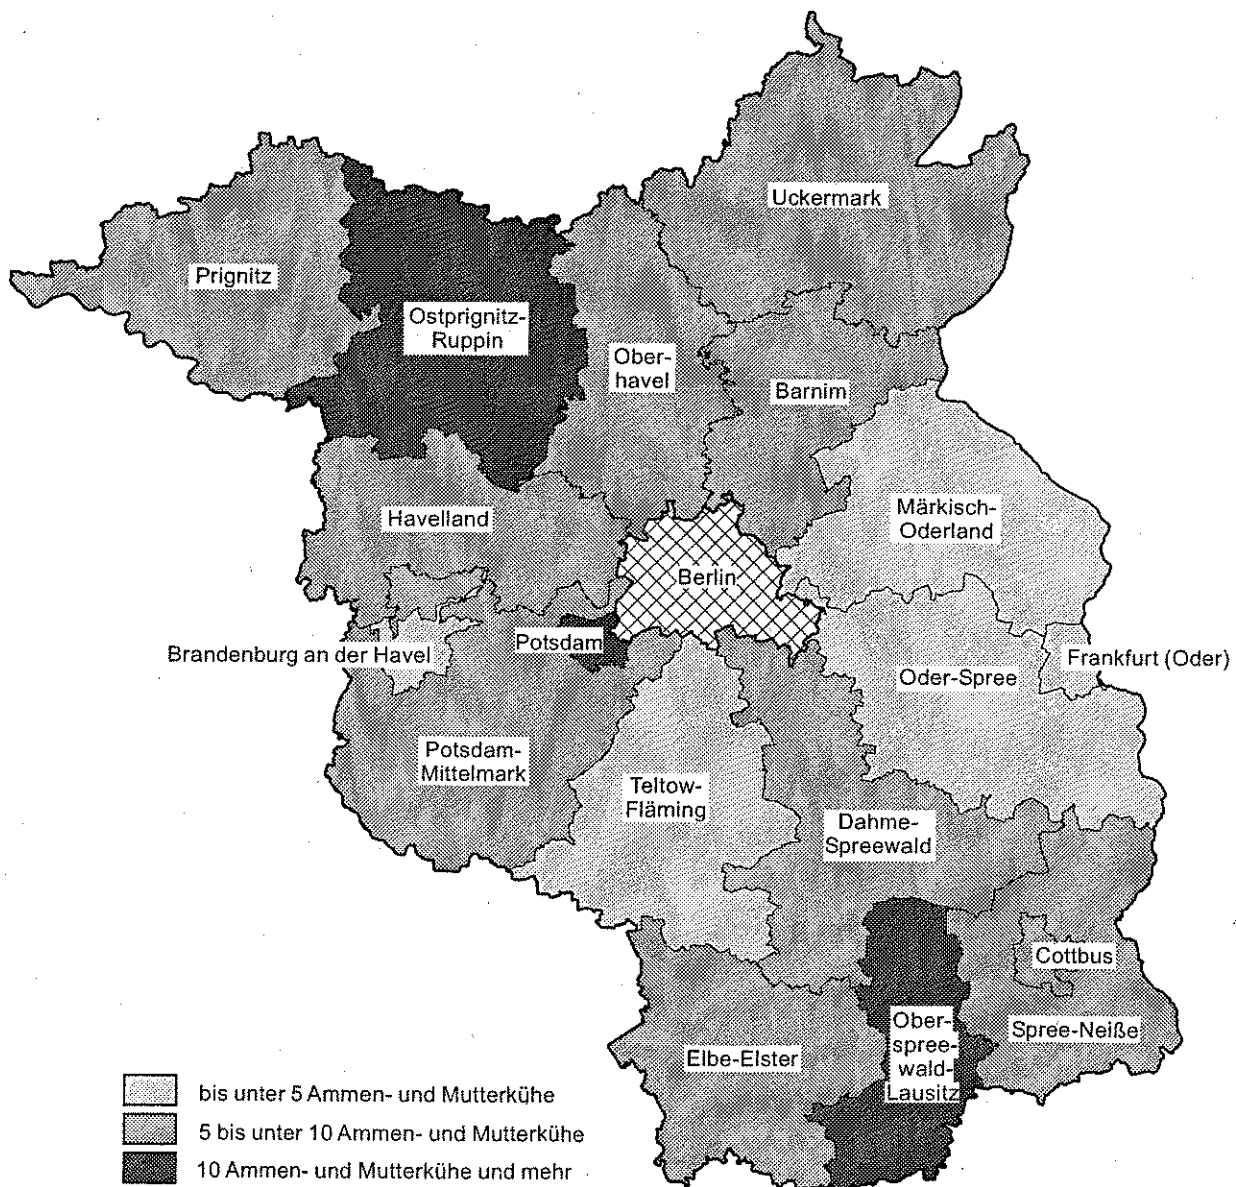 Uckermark
Prignitz
Ostprignitz-
Ruppin
Ober-
havel
Barnim
Havelland
Märkisch-
Oderland
Berlin
Potsdam
Brandenburg an der Havel
Frankfurt (Oder)
Oder-Spree
Potsdam-
Mittelmark
Teltow-
Fläming
Dahme-
Spreewald
Cottbus
Spree-Neiße
Ober-
spree-
wald-
Lausitz
Elbe-Elster
bis unter 5 Ammen- und Mutterkühe
5 bis unter 10 Ammen- und Mutterkühe
10 Ammen- und Mutterkühe und mehr